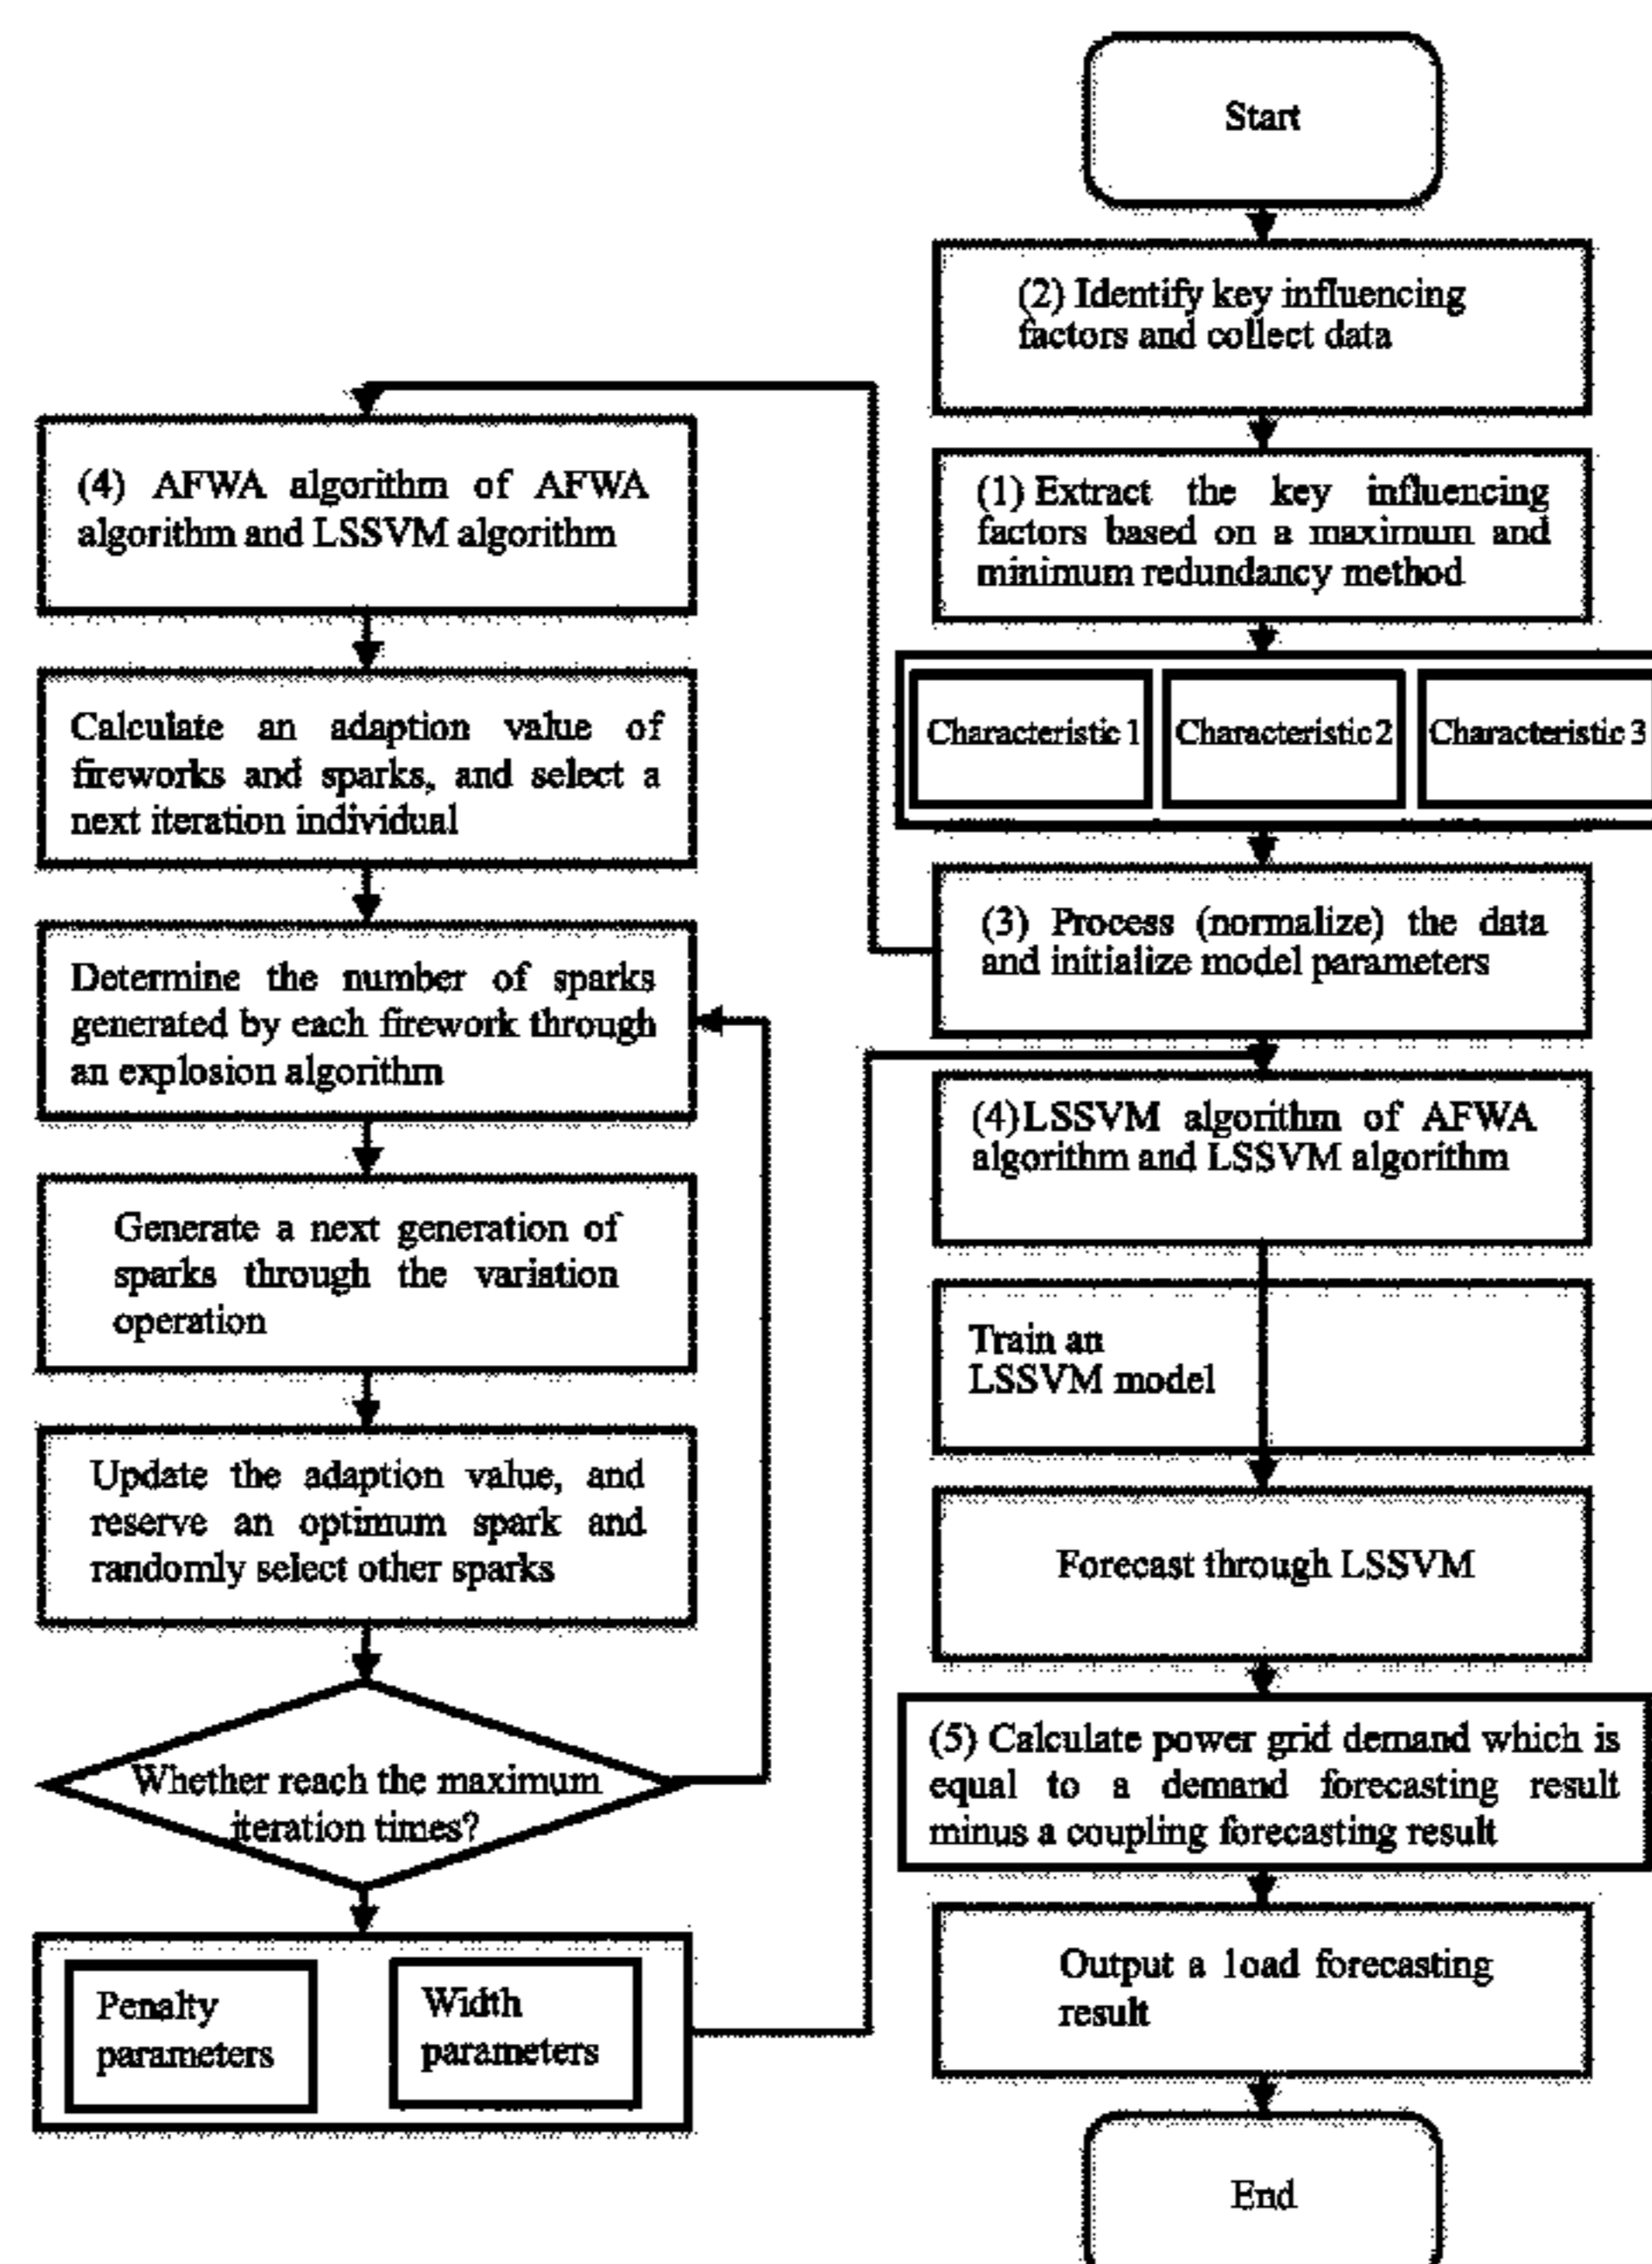 Start
(2) Identify key influencing
factors and collect data
(1) Extract the key influencing
factors based on a maximum and
minimum redundancy method
Characteristic 1
Characteristic 2
Characteristic 3
(3) Process (normalize) the data
and initialize model parameters
(4) AFWA algorithm of AFWA
algorithm and LSSVM algorithm
Calculate an adaption value of
fireworks and sparks, and select a
next iteration individual
Determine the number of sparks
generated by each firework through
an explosion algorithm
Generate a next generation of
sparks through the variation
operation
Update the adaption value, and
reserve an optimum spark and
randomly select other sparks
Whether reach the maximum
iteration times?
Penalty
parameters
Width
parameters
(4)LSSVM algorithm of AFWA
algorithm and LSSVM algorithm
Train an
LSSVM model
Forecast through LSSVM
(5) Calculate power grid demand which is
equal to a demand forecasting result
minus a coupling forecasting result
Output a load forecasting
result
End